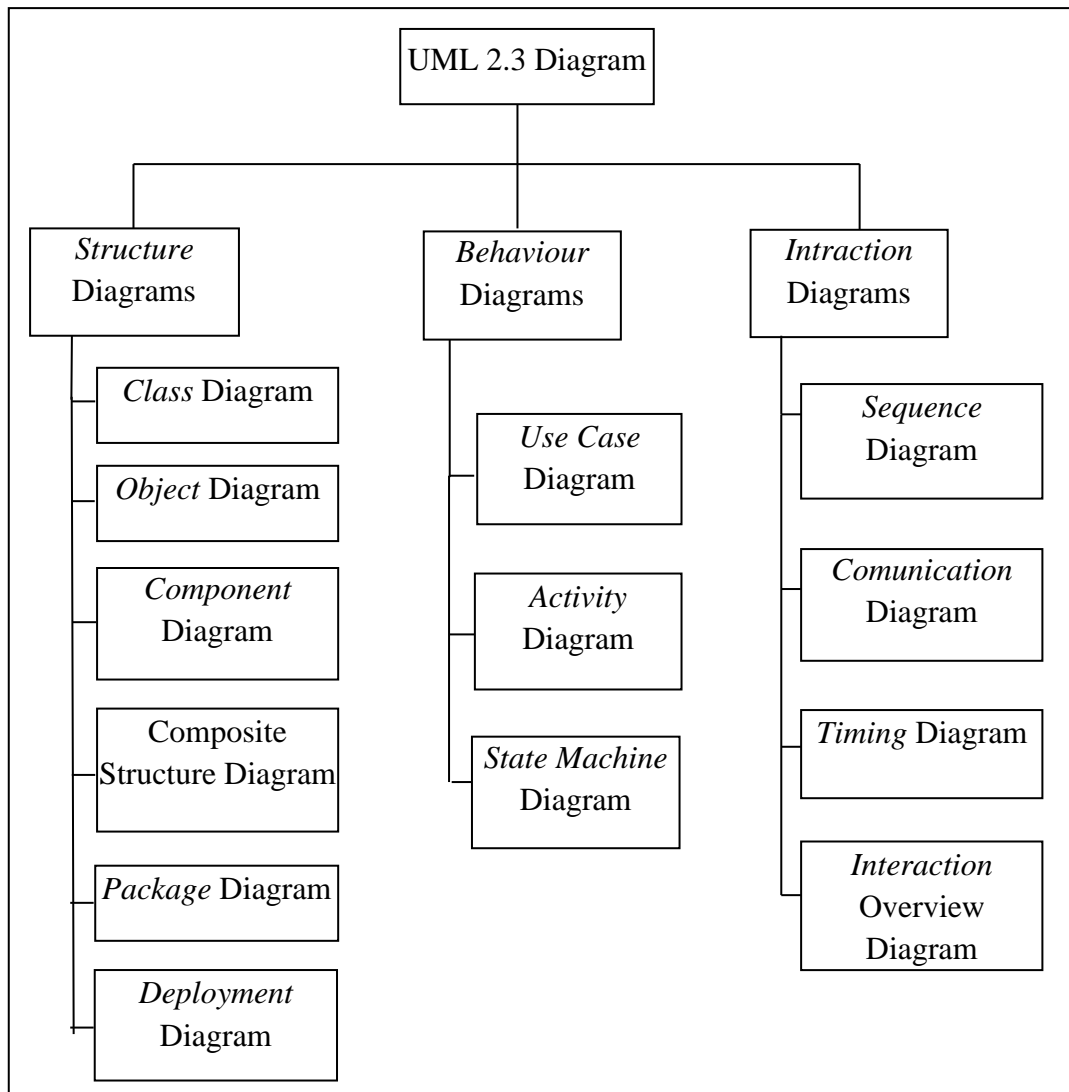 UML 2.3 Diagram
Structure
Diagrams
Class Diagram
Object Diagram
Component
Diagram
Composite
Structure Diagram
Package Diagram
Deployment
Diagram
Behaviour
Diagrams
Use Case
Diagram
Activity
Diagram
State Machine
Diagram
Intraction
Diagrams
Sequence
Diagram
Comunication
Diagram
Timing Diagram
Interaction
Overview
Diagram